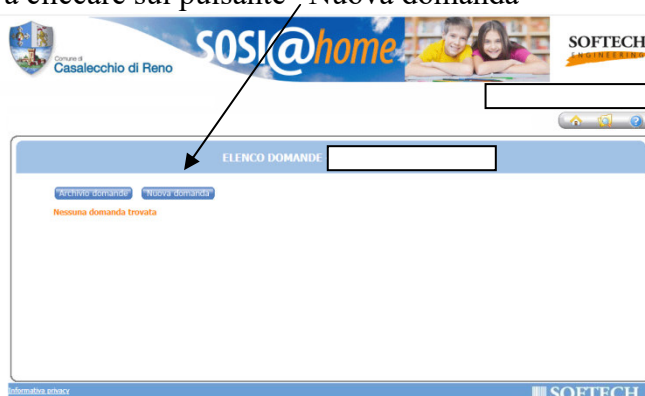 a cliccare sul pulsante "Nuova domanda"
Comune di
Casalecchio di Reno
SOSI@home
SOFTECH
ENGINEERING
ELENCO DOMANDE
Archivio domande
Nuova domanda
Nessuna domanda trovata
Informativa privacy
SOFTECH